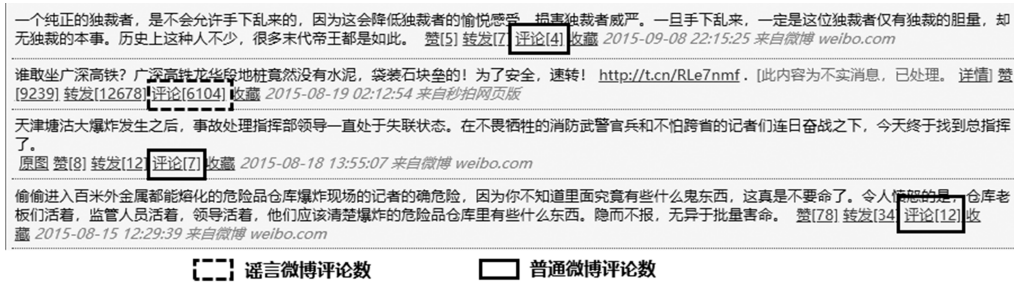 一个纯正的独裁者，是不会允许手下乱来的，因为这会降低独裁者的愉悦感受，损害独裁者威严。一旦手下乱来，一定是这位独裁者仅有独裁的胆量，却
无独裁的本事。历史上这种人不少，很多末代帝王都是如此。 赞[5] 转发[7] 评论[4] 收藏 2015-09-08 22:15:25 来自微博 weibo.com
谁敢坐广深高铁？广深高铁龙华段地桩竟然没有水泥，袋装石块垒的！为了安全，速转！ http://t.cn/RLe7nmf . [此内容为不实消息，已处理。 详情] 赞
[9239] 转发[12678] 评论[6104] 收藏 2015-08-19 02:12:54 来自秒拍网页版
天津塘沽大爆炸发生之后，事故处理指挥部领导一直处于失联状态。在不畏牺牲的消防武警官兵和不怕跨省的记者们连日奋战之下，今天终于找到总指挥
了。
原图 赞[8] 转发[12] 评论[7] 收藏 2015-08-18 13:55:07 来自微博 weibo.com
偷偷进入百米外金属都能熔化的危险品仓库爆炸现场的记者的确危险，因为你不知道里面究竟有些什么鬼东西，这真是不要命了。令人愤怒的是，仓库老
板们活着，监管人员活着，领导活着，他们应该清楚爆炸的危险品仓库里有些什么东西。隐而不报，无异于批量害命。 赞[78] 转发[34] 评论[12] 收
藏 2015-08-15 12:29:39 来自微博 weibo.com
谣言微博评论数 普通微博评论数